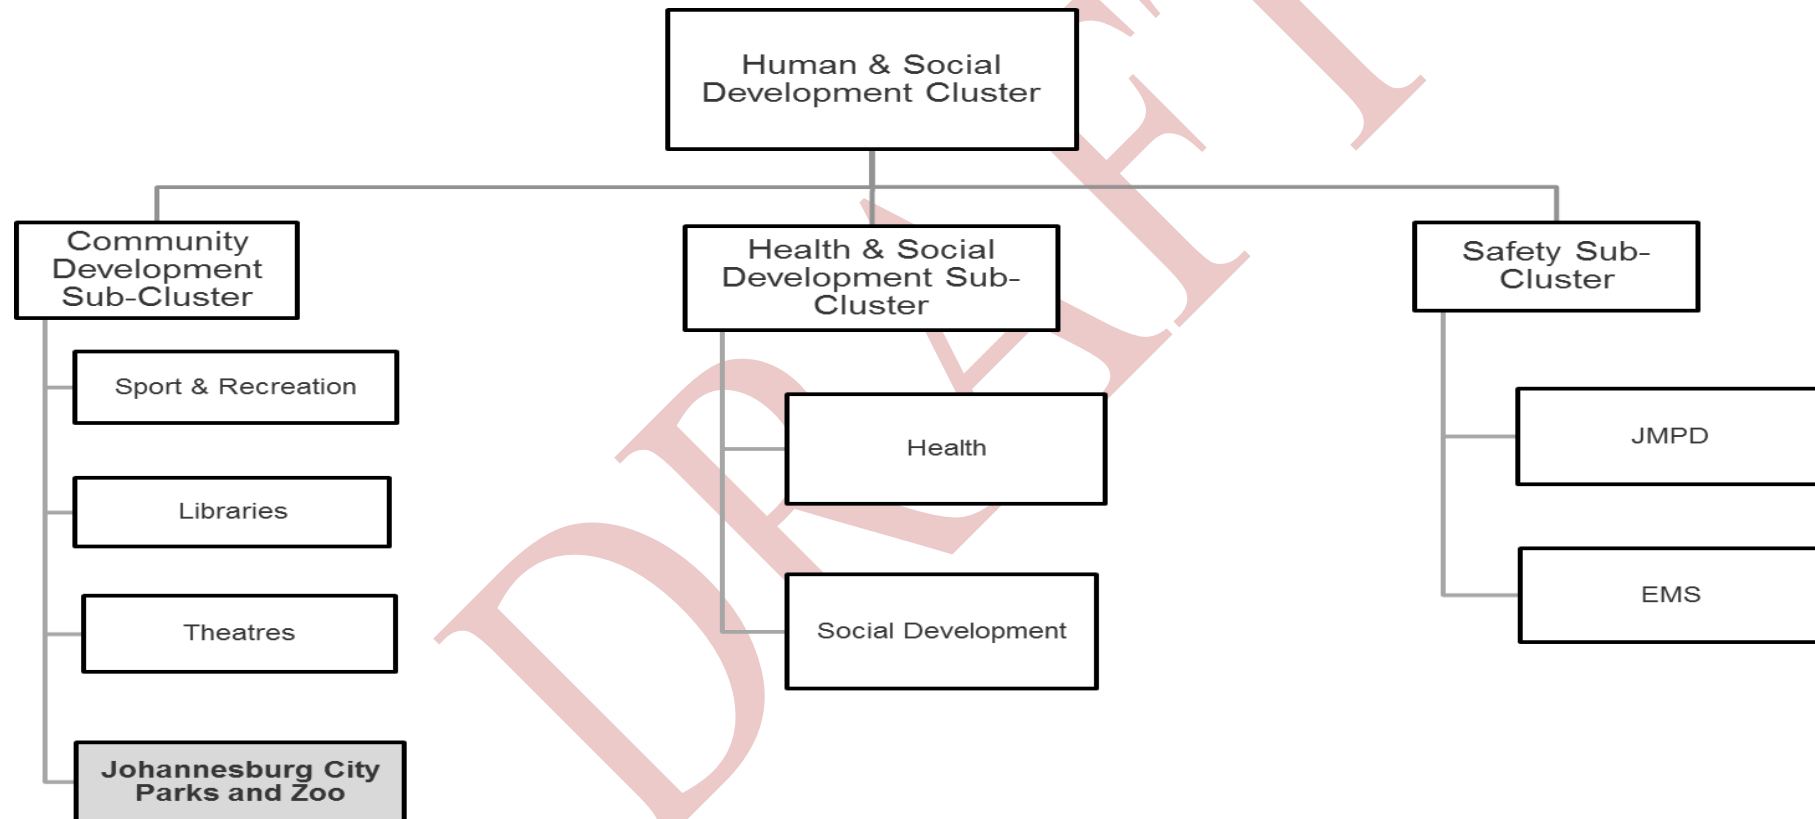 Human & Social
Development Cluster
Community
Development
Sub-Cluster
Sport & Recreation
Libraries
Theatres
Johannesburg City
Parks and Zoo
Health & Social
Development Sub-
Cluster
Health
Social Development
Safety Sub-
Cluster
JMPD
EMS
DRAFT